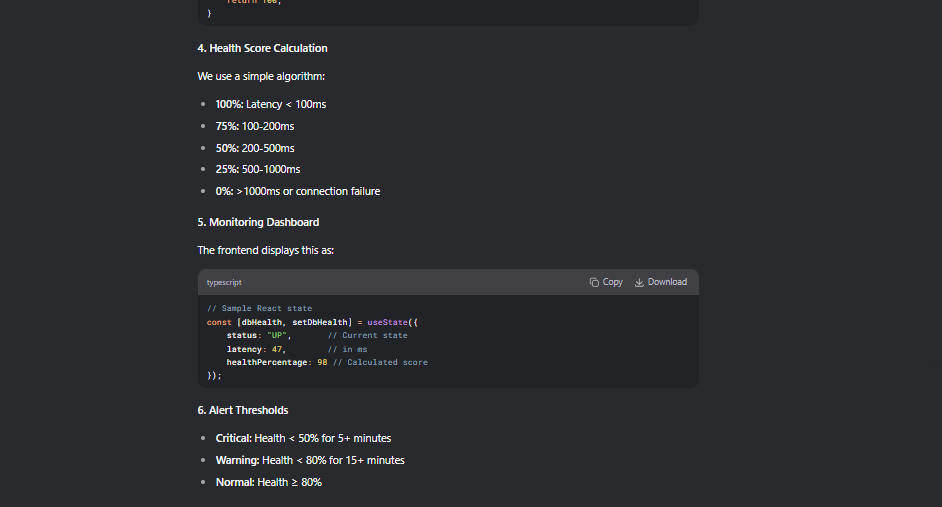 }
4. Health Score Calculation
We use a simple algorithm:
• 100%: Latency < 100ms
• 75%: 100-200ms
• 50%: 200-500ms
• 25%: 500-1000ms
• 0%: >1000ms or connection failure
5. Monitoring Dashboard
The frontend displays this as:
typescript Copy Download
// Sample React state
const [dbHealth, setDbHealth] = useState({
    status: "UP",       // Current state
    latency: 47,        // in ms
    healthPercentage: 98 // Calculated score
});
6. Alert Thresholds
• Critical: Health < 50% for 5+ minutes
• Warning: Health < 80% for 15+ minutes
• Normal: Health ≥ 80%